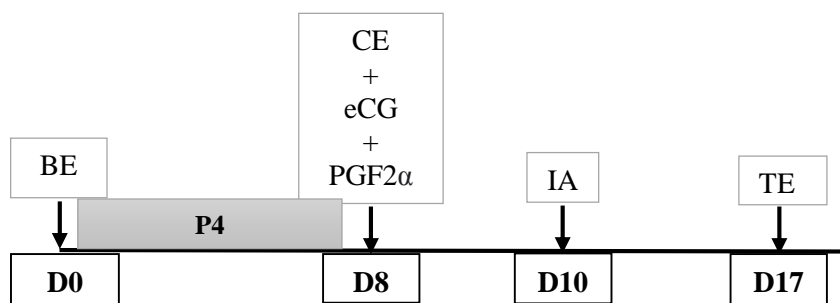 CE
+
eCG
+
PGF2α
BE
IA
TE
P4
D0
D8
D10
D17